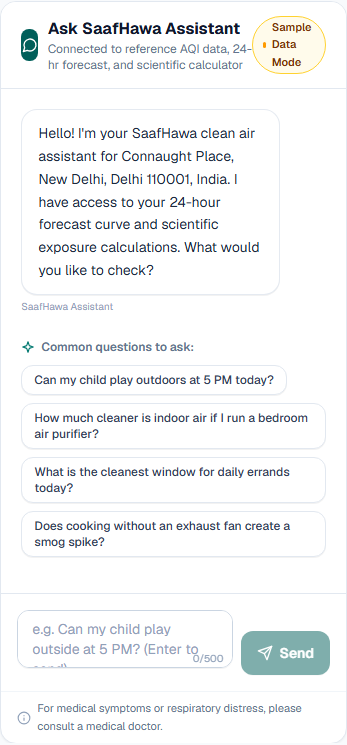 Ask SaafHawa Assistant
Connected to reference AQI data, 24-
hr forecast, and scientific calculator
Sample
Data
Mode
Hello! I'm your SaafHawa clean air
assistant for Connaught Place,
New Delhi, Delhi 110001, India. I
have access to your 24-hour
forecast curve and scientific
exposure calculations. What would
you like to check?
SaafHawa Assistant
Common questions to ask:
Can my child play outdoors at 5 PM today?
How much cleaner is indoor air if I run a bedroom
air purifier?
What is the cleanest window for daily errands
today?
Does cooking without an exhaust fan create a
smog spike?
e.g. Can my child play
outside at 5 PM? (Enter to
send)
0/500
Send
For medical symptoms or respiratory distress, please
consult a medical doctor.